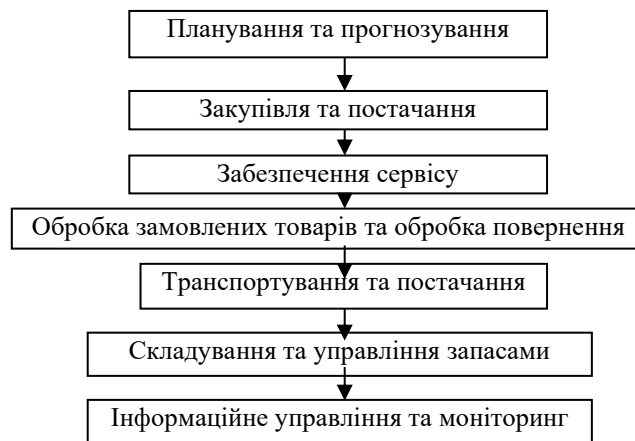 Планування та прогнозування
Закупівля та постачання
Забезпечення сервісу
Обробка замовлених товарів та обробка повернення
Транспортування та постачання
Складування та управління запасами
Інформаційне управління та моніторинг